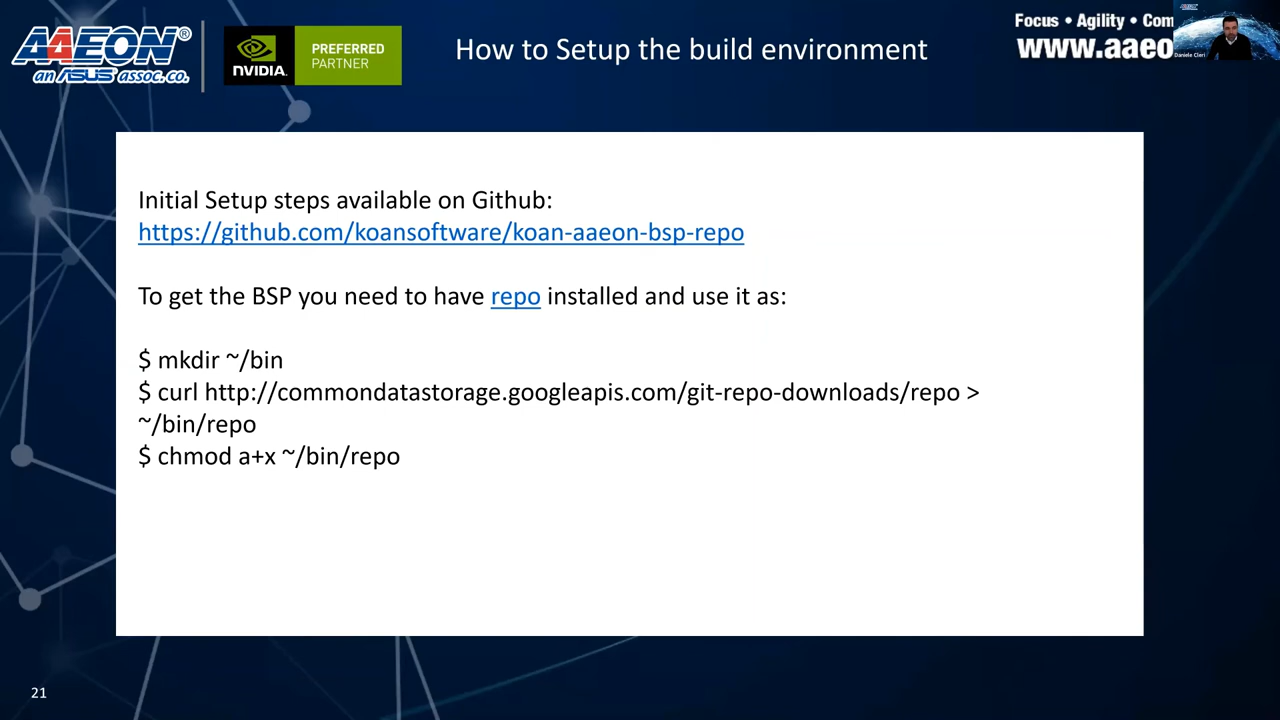 AAEON®
an ASUS assoc. co.
NVIDIA.
PREFERRED
PARTNER
How to Setup the build environment
Focus • Agility • Com
www.aaeo
Daniele Cleri
Initial Setup steps available on Github:
https://github.com/koansoftware/koan-aaeon-bsp-repo
To get the BSP you need to have repo installed and use it as:
$ mkdir ~/bin
$ curl http://commondatastorage.googleapis.com/git-repo-downloads/repo >
~/bin/repo
$ chmod a+x ~/bin/repo
21